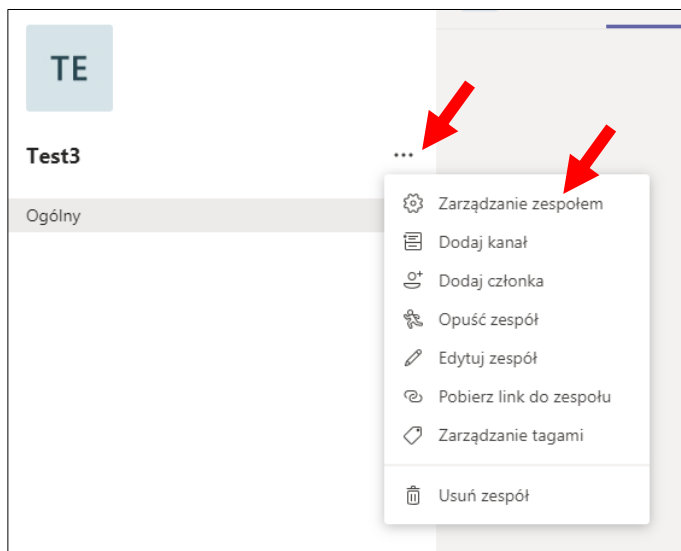 TE
Test3
...
Ogólny
Zarządzanie zespołem
Dodaj kanał
Dodaj członka
Opuść zespół
Edytuj zespół
Pobierz link do zespołu
Zarządzanie tagami
Usuń zespół